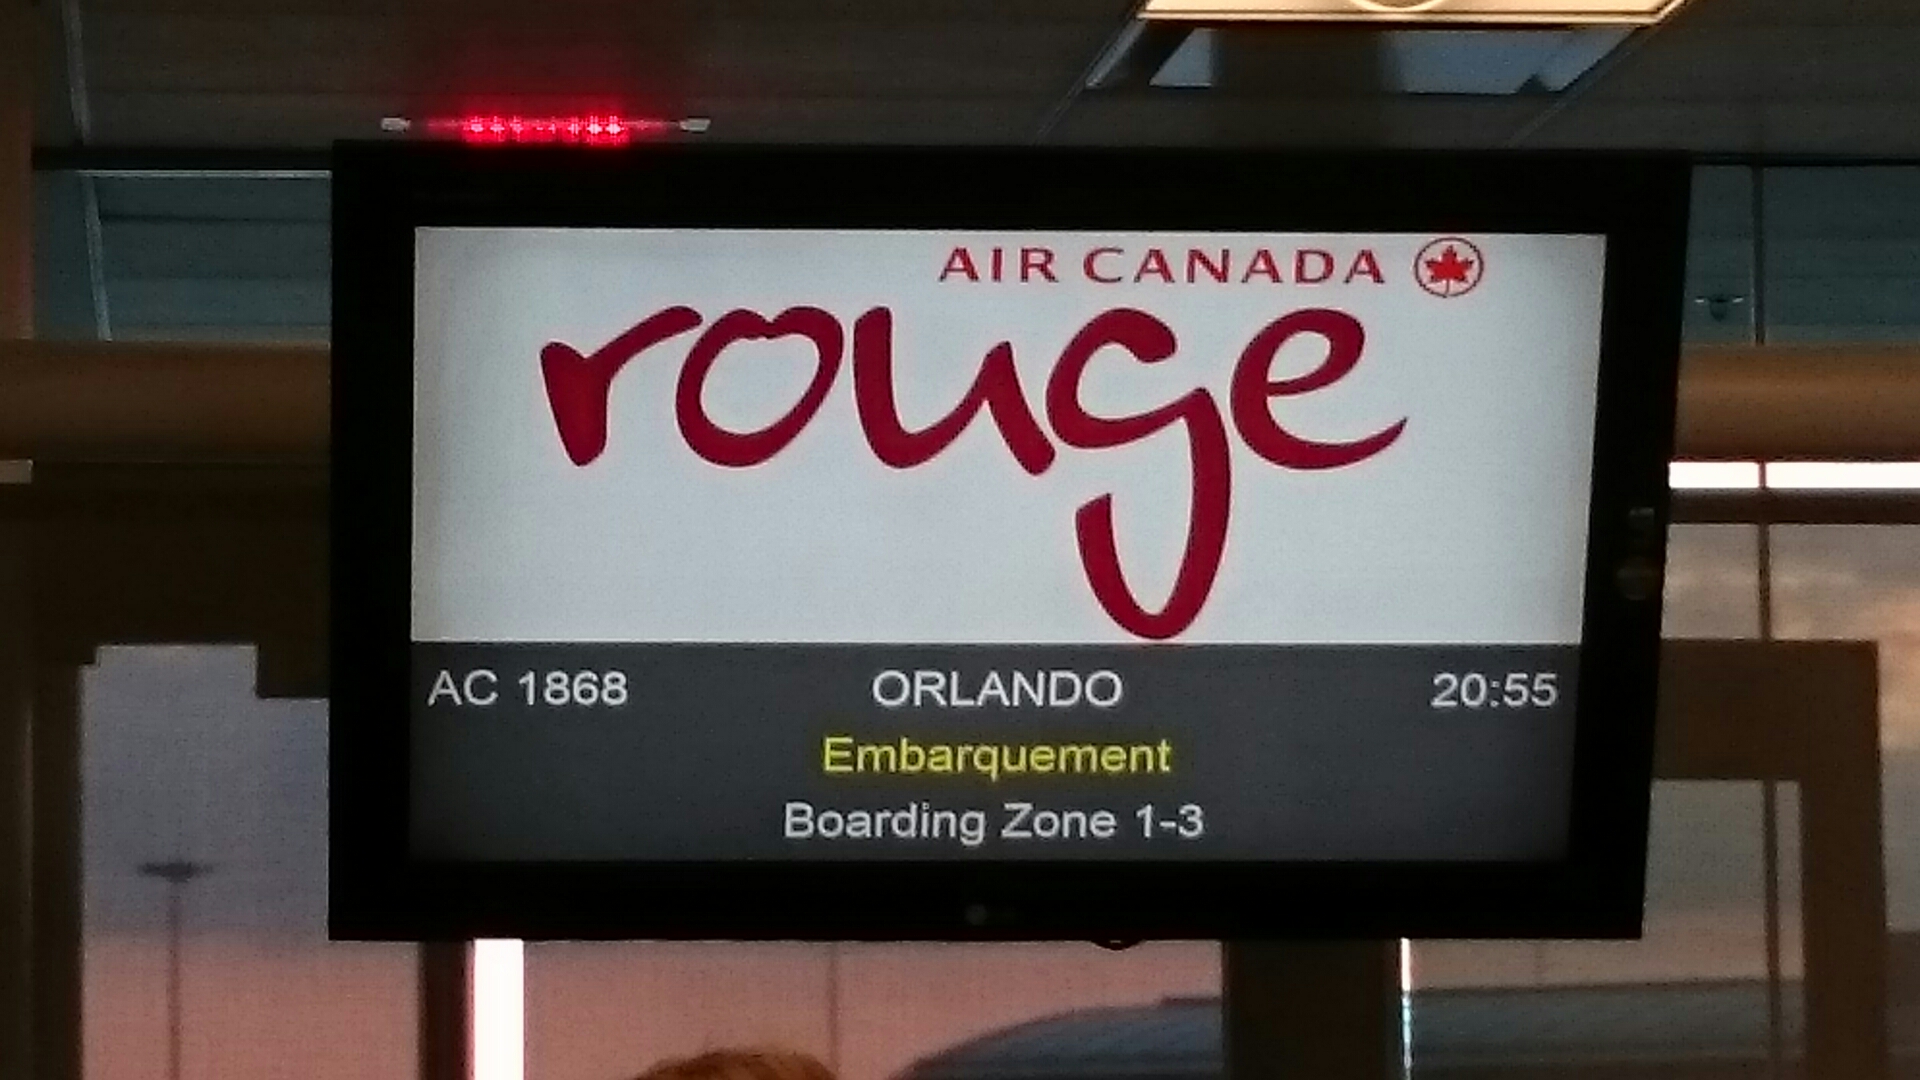 AIR CANADA
rouge
AC 1868 ORLANDO 20:55
Embarquement
Boarding Zone 1-3